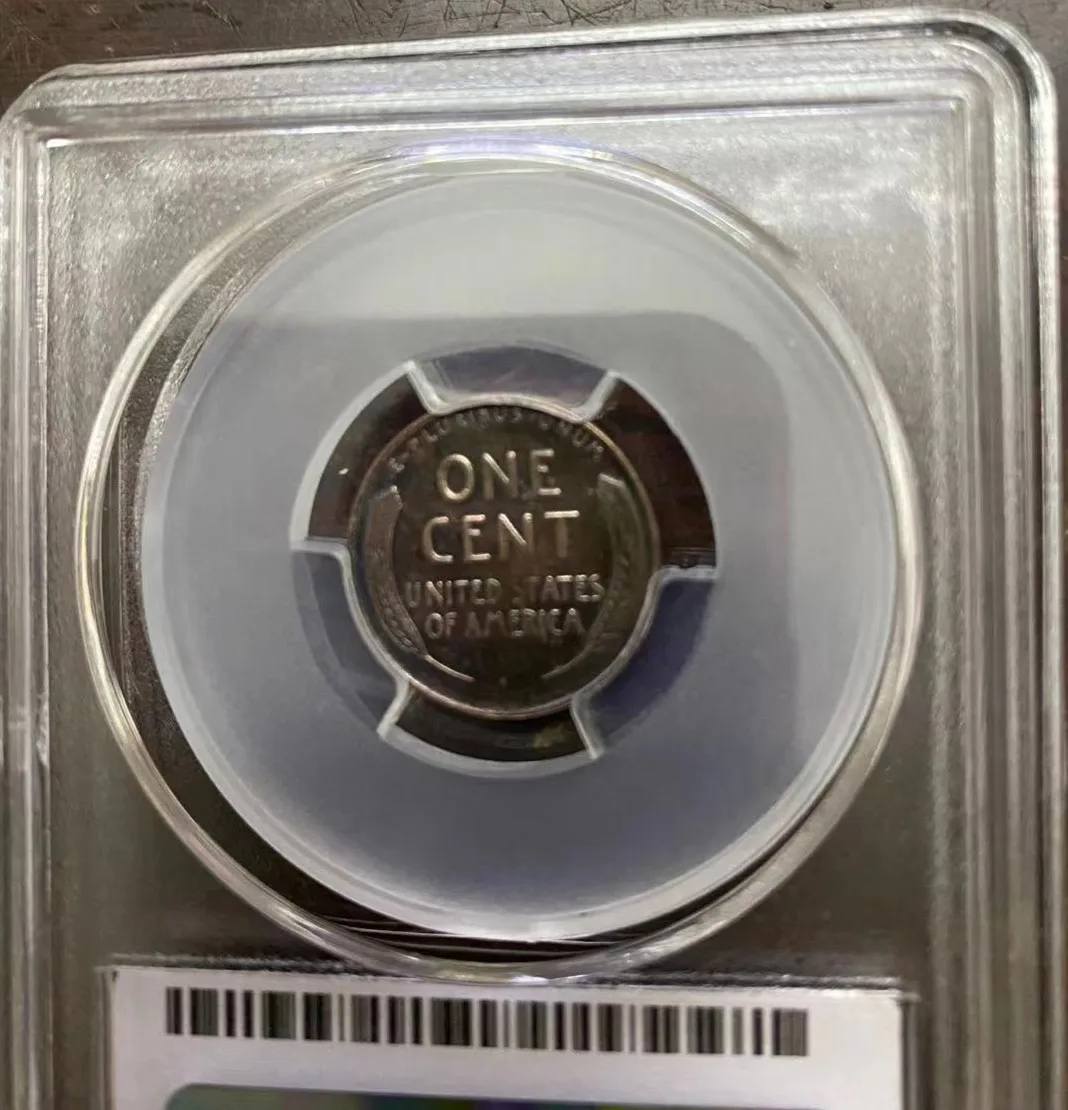 E·PLURIBUS·UNUM
ONE
CENT
UNITED STATES
OF AMERICA